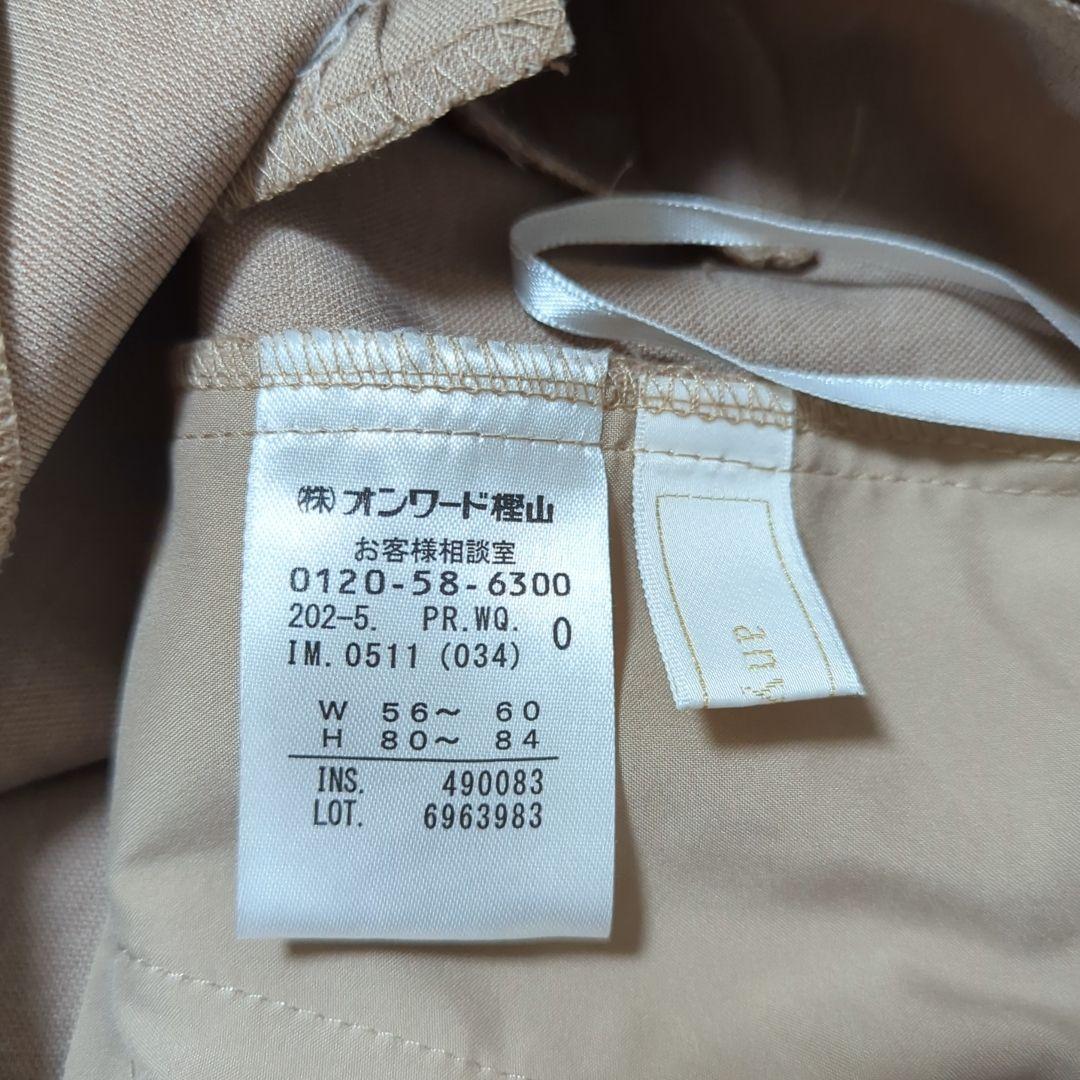 ㈱オンワード樫山
お客様相談室
0120-58-6300
202-5. PR.WQ. 0
IM. 0511 (034)
W 56～ 60
H 80～ 84
INS. 490083
LOT. 6963983
any